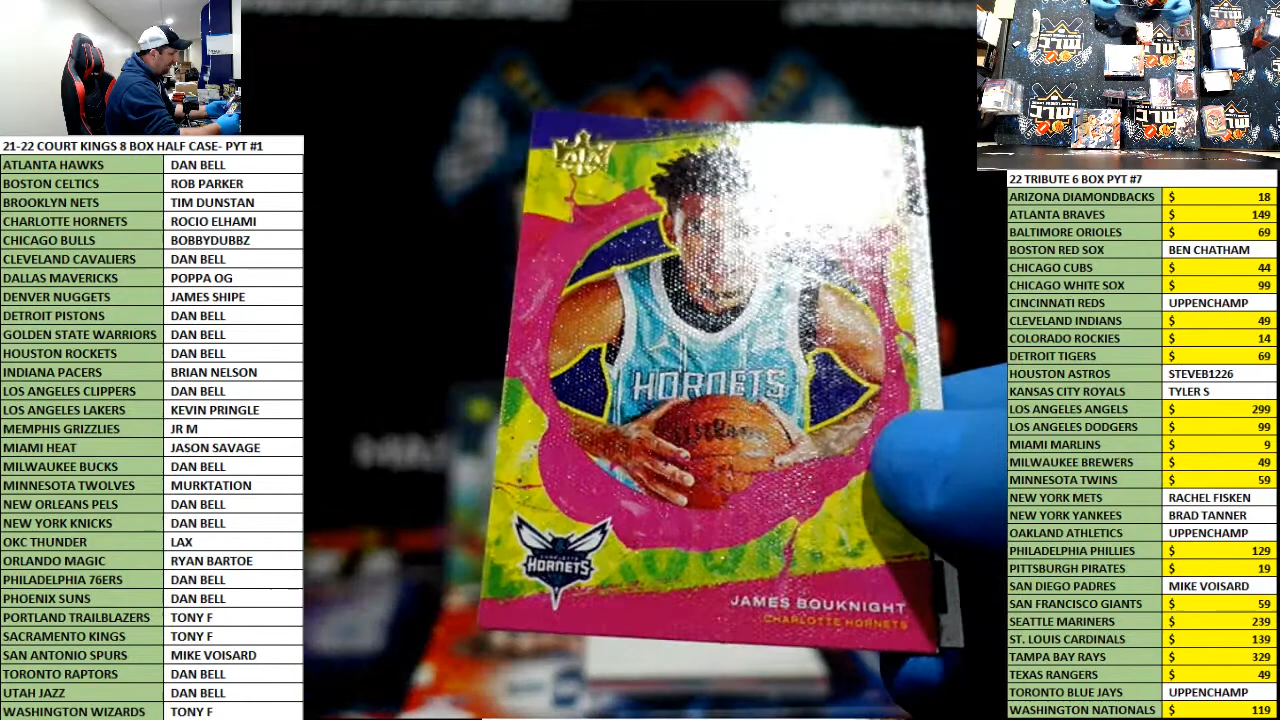 21-22 COURT KINGS 8 BOX HALF CASE- PYT #1
ATLANTA HAWKS DAN BELL
BOSTON CELTICS ROB PARKER
BROOKLYN NETS TIM DUNSTAN
CHARLOTTE HORNETS ROCIO ELHAMI
CHICAGO BULLS BOBBYDUBBZ
CLEVELAND CAVALIERS DAN BELL
DALLAS MAVERICKS POPPA OG
DENVER NUGGETS JAMES SHIPE
DETROIT PISTONS DAN BELL
GOLDEN STATE WARRIORS DAN BELL
HOUSTON ROCKETS DAN BELL
INDIANA PACERS BRIAN NELSON
LOS ANGELES CLIPPERS DAN BELL
LOS ANGELES LAKERS KEVIN PRINGLE
MEMPHIS GRIZZLIES JR M
MIAMI HEAT JASON SAVAGE
MILWAUKEE BUCKS DAN BELL
MINNESOTA TWOLVES MURKTATION
NEW ORLEANS PELS DAN BELL
NEW YORK KNICKS DAN BELL
OKC THUNDER LAX
ORLANDO MAGIC RYAN BARTOE
PHILADELPHIA 76ERS DAN BELL
PHOENIX SUNS DAN BELL
PORTLAND TRAILBLAZERS TONY F
SACRAMENTO KINGS TONY F
SAN ANTONIO SPURS MIKE VOISARD
TORONTO RAPTORS DAN BELL
UTAH JAZZ DAN BELL
WASHINGTON WIZARDS TONY F
HORNETS
HORNETS
JAMES BOUKNIGHT
CHARLOTTE HORNETS
22 TRIBUTE 6 BOX PYT #7
ARIZONA DIAMONDBACKS $ 18
ATLANTA BRAVES $ 149
BALTIMORE ORIOLES $ 69
BOSTON RED SOX BEN CHATHAM
CHICAGO CUBS $ 44
CHICAGO WHITE SOX $ 99
CINCINNATI REDS UPPENCHAMP
CLEVELAND INDIANS $ 49
COLORADO ROCKIES $ 14
DETROIT TIGERS $ 69
HOUSTON ASTROS STEVEB1226
KANSAS CITY ROYALS TYLER S
LOS ANGELES ANGELS $ 299
LOS ANGELES DODGERS $ 99
MIAMI MARLINS $ 9
MILWAUKEE BREWERS $ 49
MINNESOTA TWINS $ 59
NEW YORK METS RACHEL FISKEN
NEW YORK YANKEES BRAD TANNER
OAKLAND ATHLETICS UPPENCHAMP
PHILADELPHIA PHILLIES $ 129
PITTSBURGH PIRATES $ 19
SAN DIEGO PADRES MIKE VOISARD
SAN FRANCISCO GIANTS $ 59
SEATTLE MARINERS $ 239
ST. LOUIS CARDINALS $ 139
TAMPA BAY RAYS $ 329
TEXAS RANGERS $ 49
TORONTO BLUE JAYS UPPENCHAMP
WASHINGTON NATIONALS $ 119